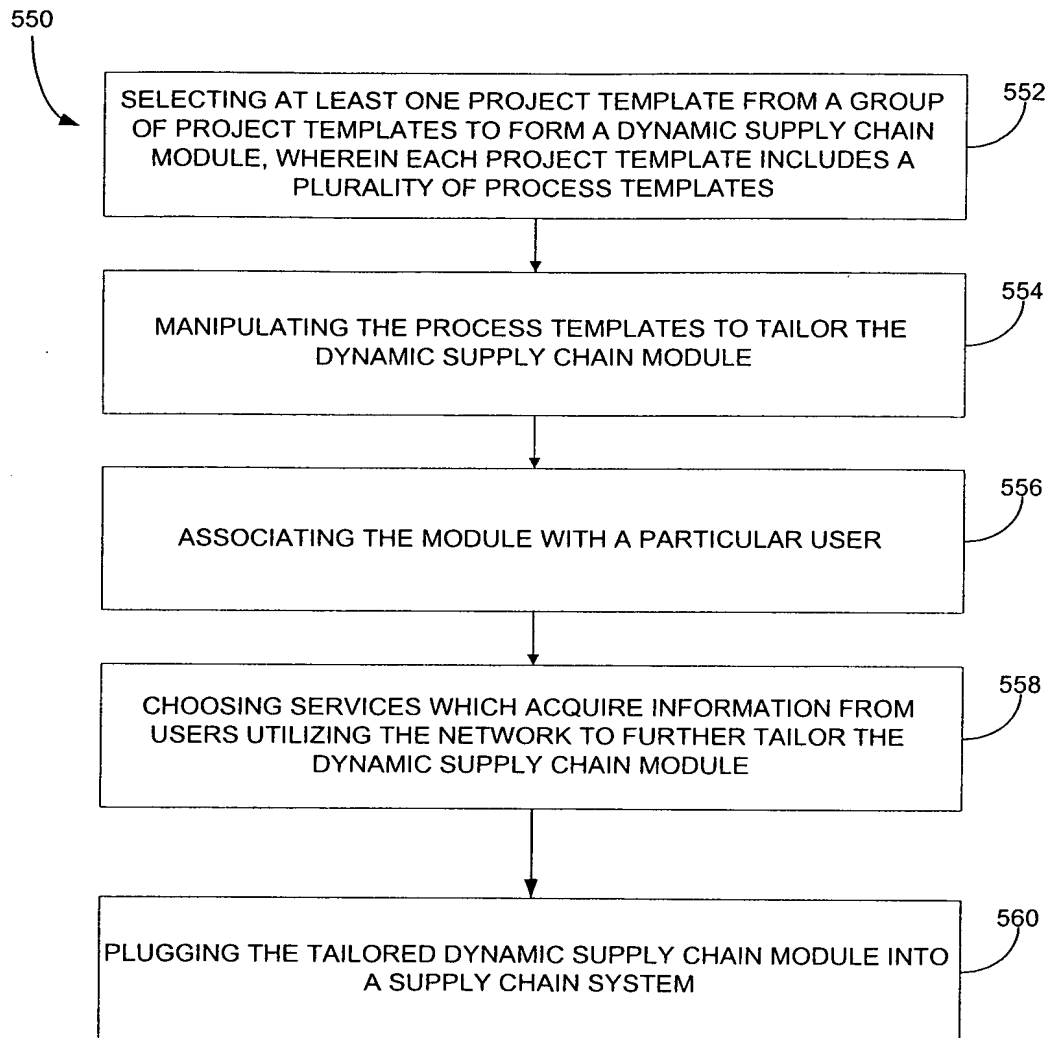 550
SELECTING AT LEAST ONE PROJECT TEMPLATE FROM A GROUP
OF PROJECT TEMPLATES TO FORM A DYNAMIC SUPPLY CHAIN
MODULE, WHEREIN EACH PROJECT TEMPLATE INCLUDES A
PLURALITY OF PROCESS TEMPLATES
552
MANIPULATING THE PROCESS TEMPLATES TO TAILOR THE
DYNAMIC SUPPLY CHAIN MODULE
554
ASSOCIATING THE MODULE WITH A PARTICULAR USER
556
CHOOSING SERVICES WHICH ACQUIRE INFORMATION FROM
USERS UTILIZING THE NETWORK TO FURTHER TAILOR THE
DYNAMIC SUPPLY CHAIN MODULE
558
PLUGGING THE TAILORED DYNAMIC SUPPLY CHAIN MODULE INTO
A SUPPLY CHAIN SYSTEM
560